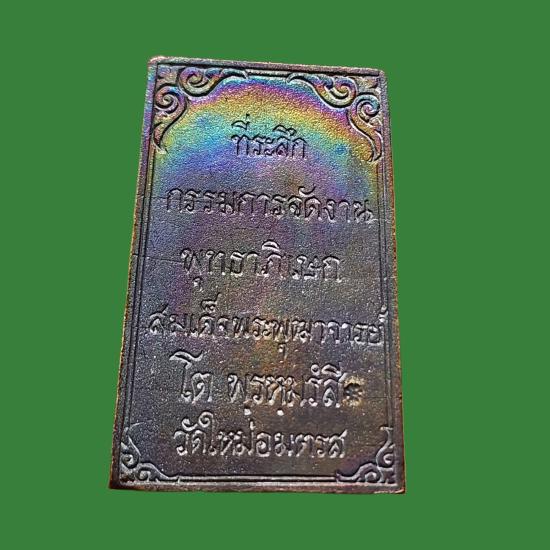 ที่ระลึก
กรรมการจัดงาน
พุทธาภิเษก
สมเด็จพระพุฒาจารย์
โต พฺรหฺมรํสี
วัดใหม่อมตรส